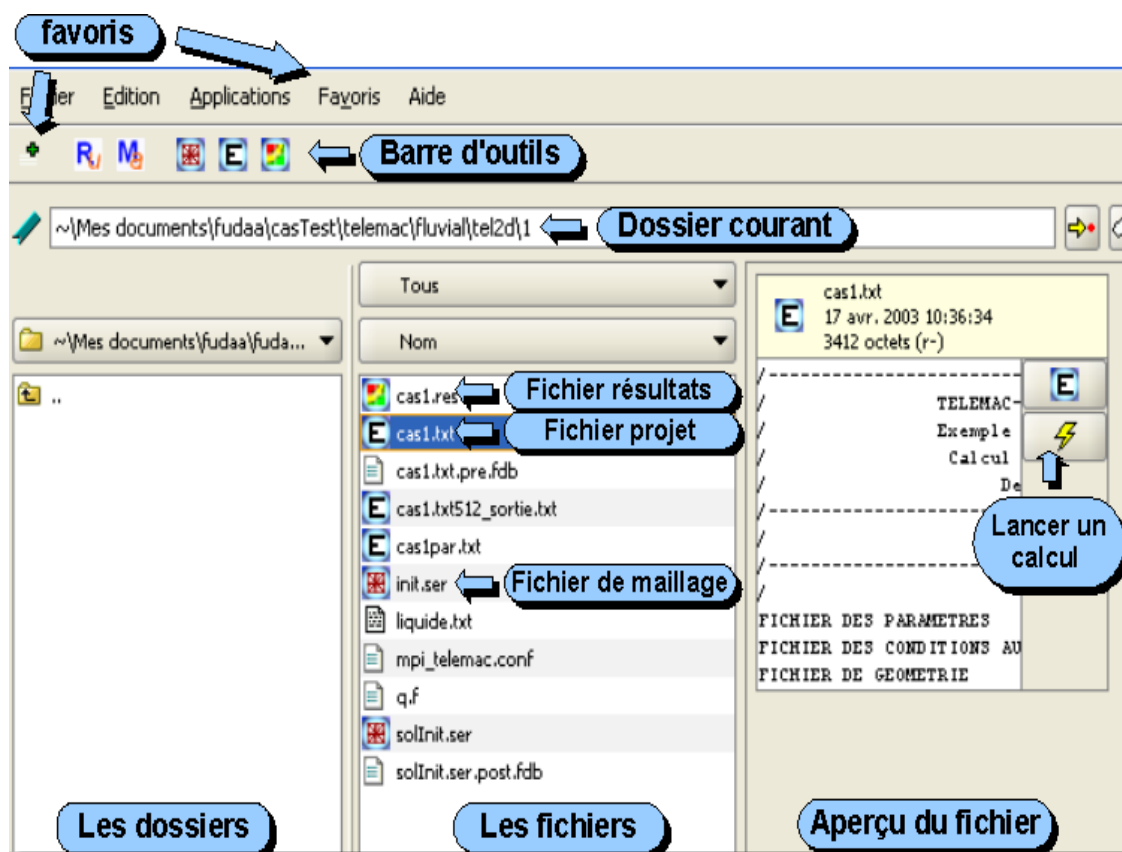 favoris
Edition Applications Favoris Aide
Barre d'outils
~\Mes documents\fudaa\casTest\telemac\fluvial\tel2d\1
Dossier courant
Tous
Nom
~\Mes documents\fudaa\fuda...
..
cas1.res
Fichier résultats
cas1.txt
Fichier projet
cas1.txt.pre.fdb
cas1.txt512_sortie.txt
cas1par.txt
init.ser
Fichier de maillage
liquide.txt
mpi_telemac.conf
q.f
solInit.ser
solInit.ser.post.fdb
cas1.txt
17 avr. 2003 10:36:34
3412 octets (r-)
/-------------------------
/ TELEMAC-
/ Exemple
/ Calcul
/ De
/-------------------------
/
/-------------------------
/
FICHIER DES PARAMETRES
FICHIER DES CONDITIONS AU
FICHIER DE GEOMETRIE
E
Lancer un
calcul
Les dossiers
Les fichiers
Aperçu du fichier